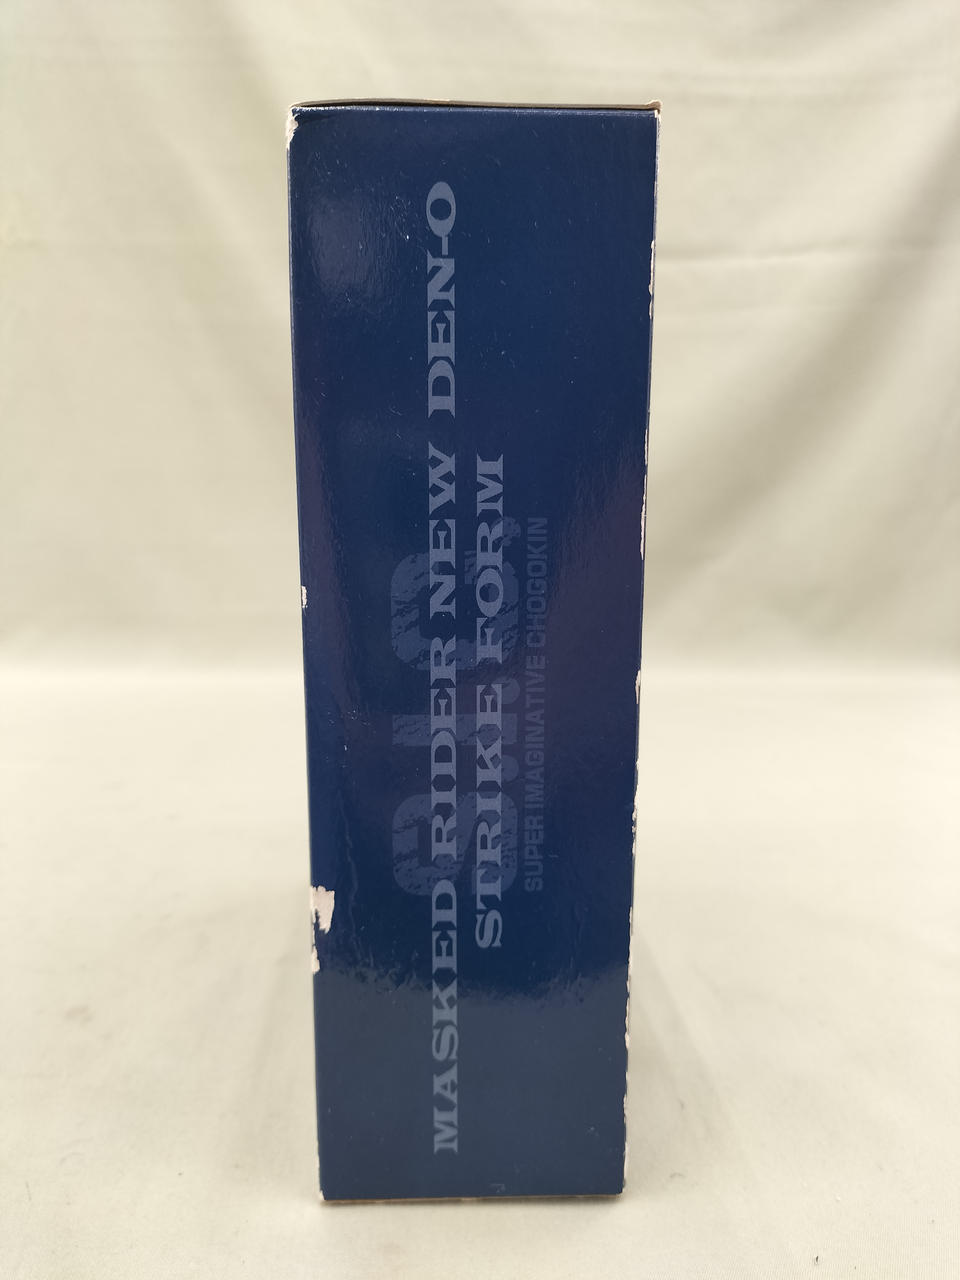 MASKED RIDER NEW DEN-O
STRIKE FORM
S.I.C.
SUPER IMAGINATIVE CHOGOKIN